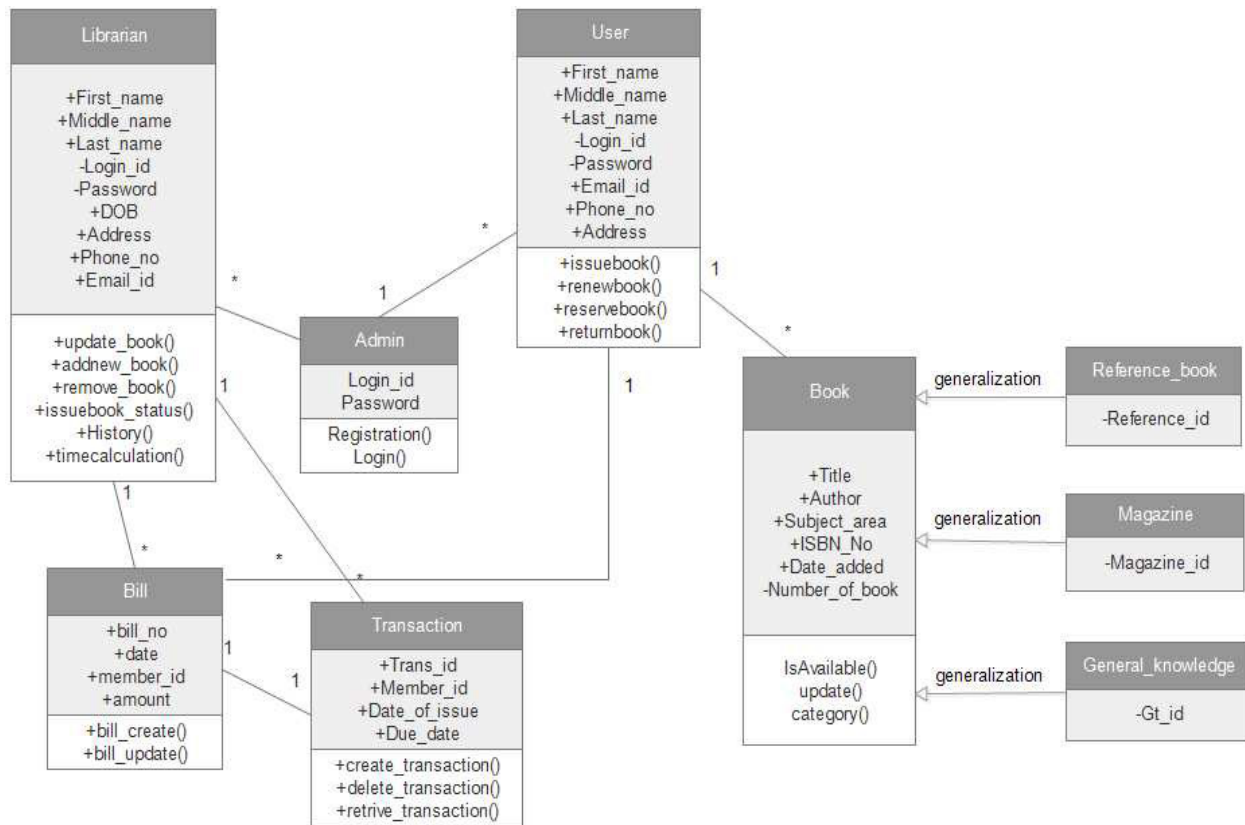 Librarian
+First_name
+Middle_name
+Last_name
-Login_id
-Password
+DOB
+Address
+Phone_no
+Email_id
+update_book()
+addnew_book()
+remove_book()
+issuebook_status()
+History()
+timecalculation()
User
+First_name
+Middle_name
+Last_name
-Login_id
-Password
+Email_id
+Phone_no
+Address
+issuebook()
+renewbook()
+reservebook()
+returnbook()
*
1
*
Admin
Login_id
Password
Registration()
Login()
1
*
1
1
1
*
*
*
Book
+Title
+Author
+Subject_area
+ISBN_No
+Date_added
-Number_of_book
IsAvailable()
update()
category()
generalization
Reference_book
-Reference_id
generalization
Magazine
-Magazine_id
generalization
General_knowledge
-Gt_id
Bill
+bill_no
+date
+member_id
+amount
+bill_create()
+bill_update()
1
1
Transaction
+Trans_id
+Member_id
+Date_of_issue
+Due_date
+create_transaction()
+delete_transaction()
+retrive_transaction()